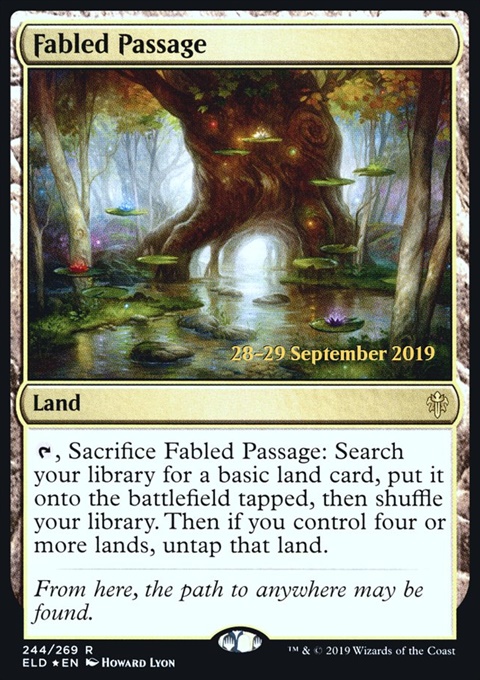 Fabled Passage
28–29 September 2019
Land
, Sacrifice Fabled Passage: Search
your library for a basic land card, put it
onto the battlefield tapped, then shuffle
your library. Then if you control four or
more lands, untap that land.
From here, the path to anywhere may be
found.
244/269 R
ELD ★ EN Howard Lyon
™ & © 2019 Wizards of the Coast